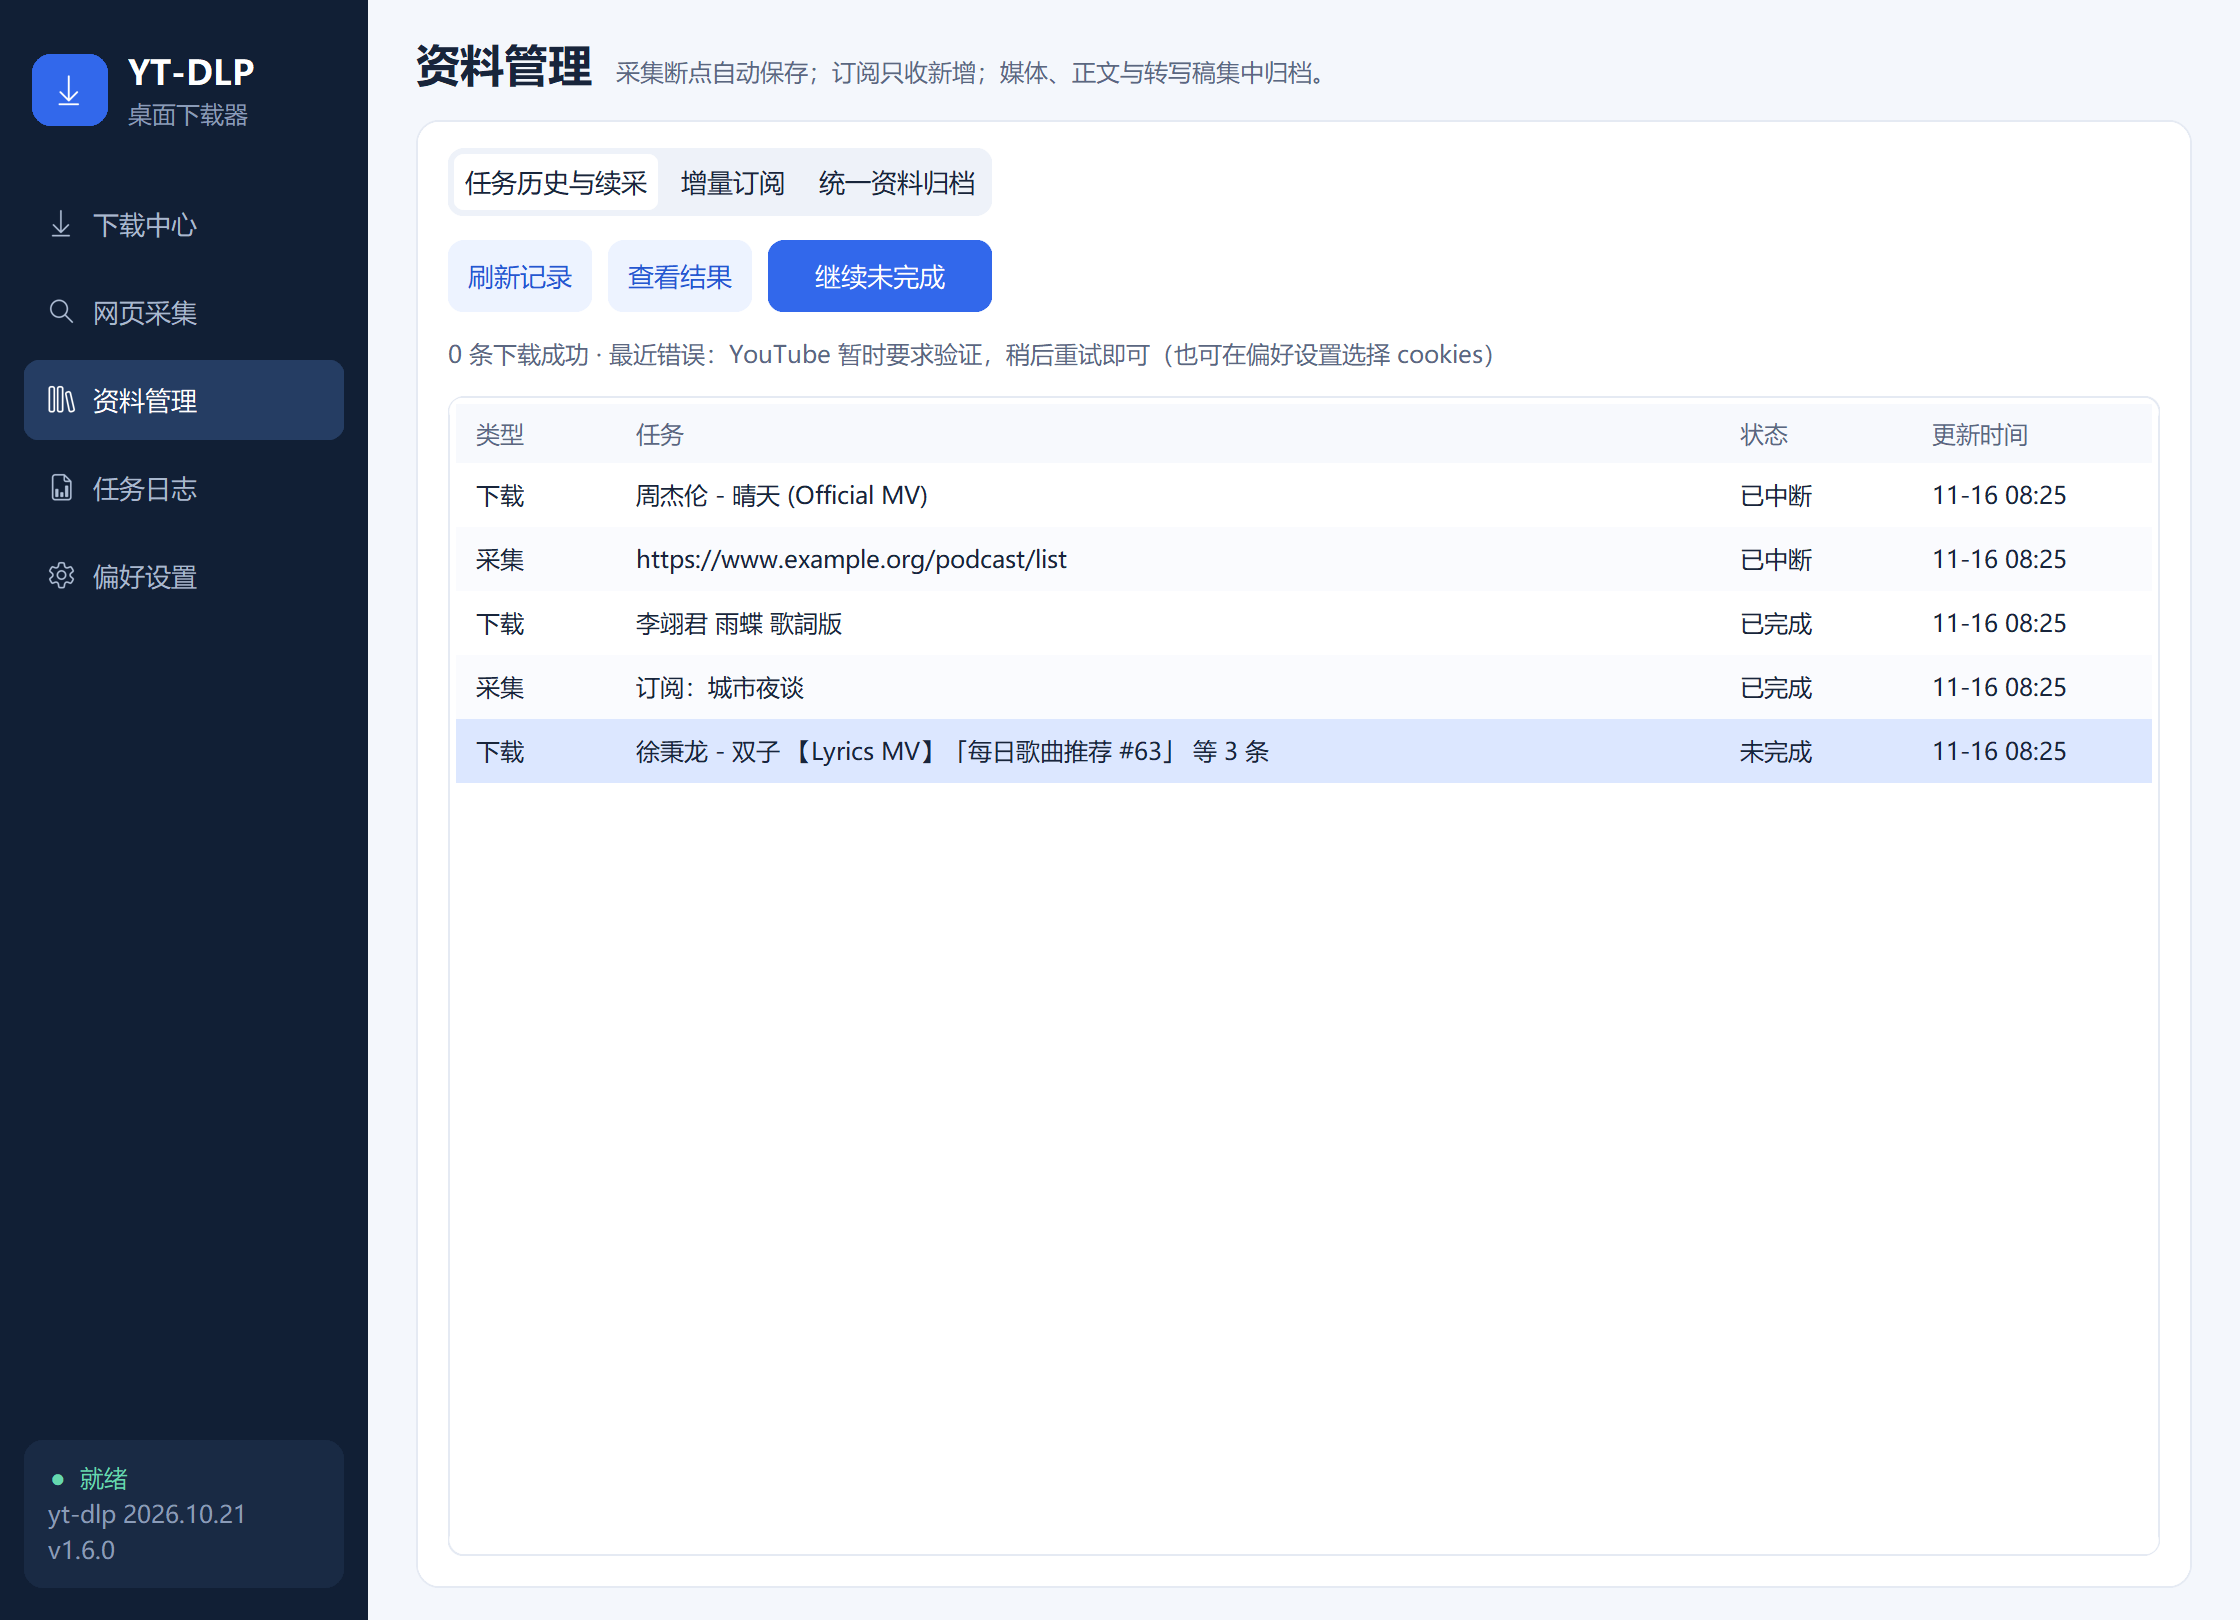 YT-DLP
桌面下载器
下载中心
网页采集
资料管理
任务日志
偏好设置
● 就绪
yt-dlp 2026.10.21
v1.6.0
资料管理 采集断点自动保存；订阅只收新增；媒体、正文与转写稿集中归档。
任务历史与续采 增量订阅 统一资料归档
刷新记录 查看结果 继续未完成
0 条下载成功 · 最近错误：YouTube 暂时要求验证，稍后重试即可（也可在偏好设置选择 cookies）
类型 任务 状态 更新时间
下载 周杰伦 - 晴天 (Official MV) 已中断 11-16 08:25
采集 https://www.example.org/podcast/list 已中断 11-16 08:25
下载 李翊君 雨蝶 歌詞版 已完成 11-16 08:25
采集 订阅：城市夜谈 已完成 11-16 08:25
下载 徐秉龙 - 双子 【Lyrics MV】「每日歌曲推荐 #63」 等 3 条 未完成 11-16 08:25